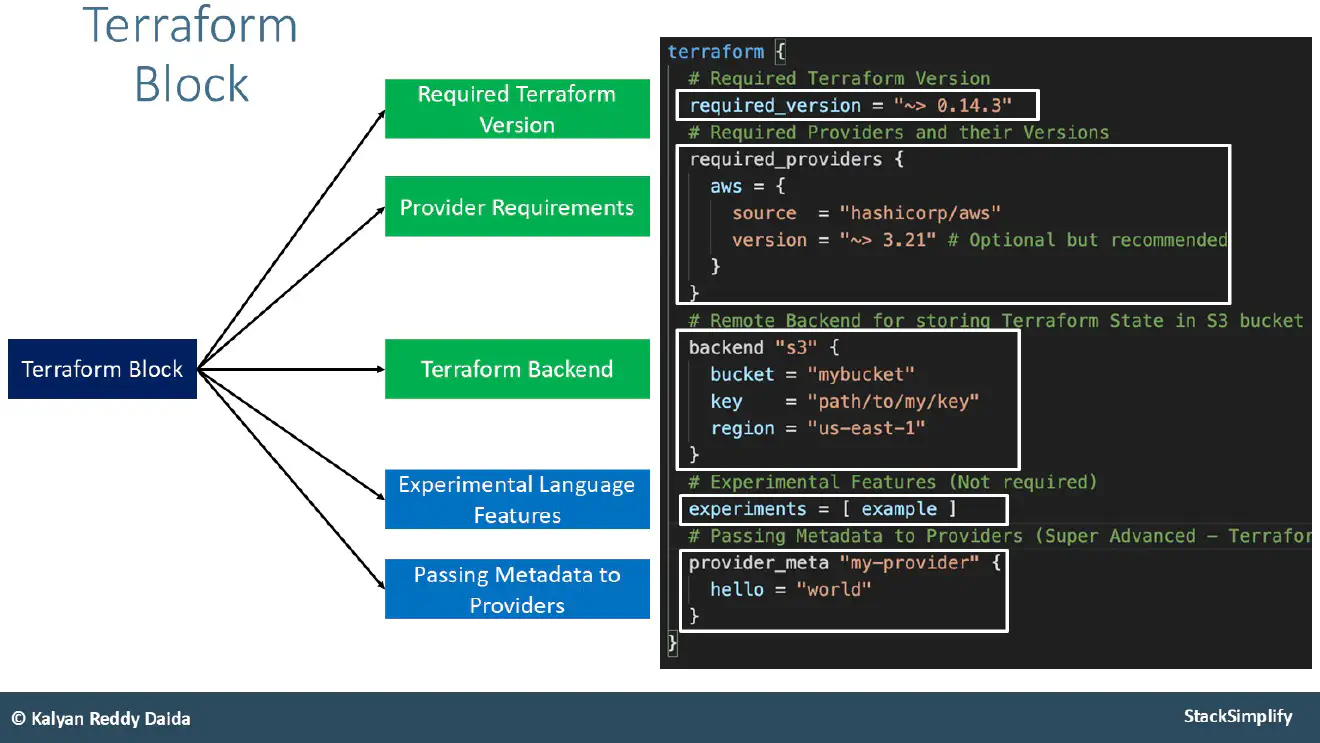 Terraform
Block
Terraform Block
Required Terraform
Version
Provider Requirements
Terraform Backend
Experimental Language
Features
Passing Metadata to
Providers
terraform {
# Required Terraform Version
required_version = "~> 0.14.3"
# Required Providers and their Versions
required_providers {
aws = {
source  = "hashicorp/aws"
version = "~> 3.21" # Optional but recommended
}
}
# Remote Backend for storing Terraform State in S3 bucket
backend "s3" {
bucket = "mybucket"
key    = "path/to/my/key"
region = "us-east-1"
}
# Experimental Features (Not required)
experiments = [ example ]
# Passing Metadata to Providers (Super Advanced – Terrafor
provider_meta "my-provider" {
hello = "world"
}
}
© Kalyan Reddy Daida
StackSimplify